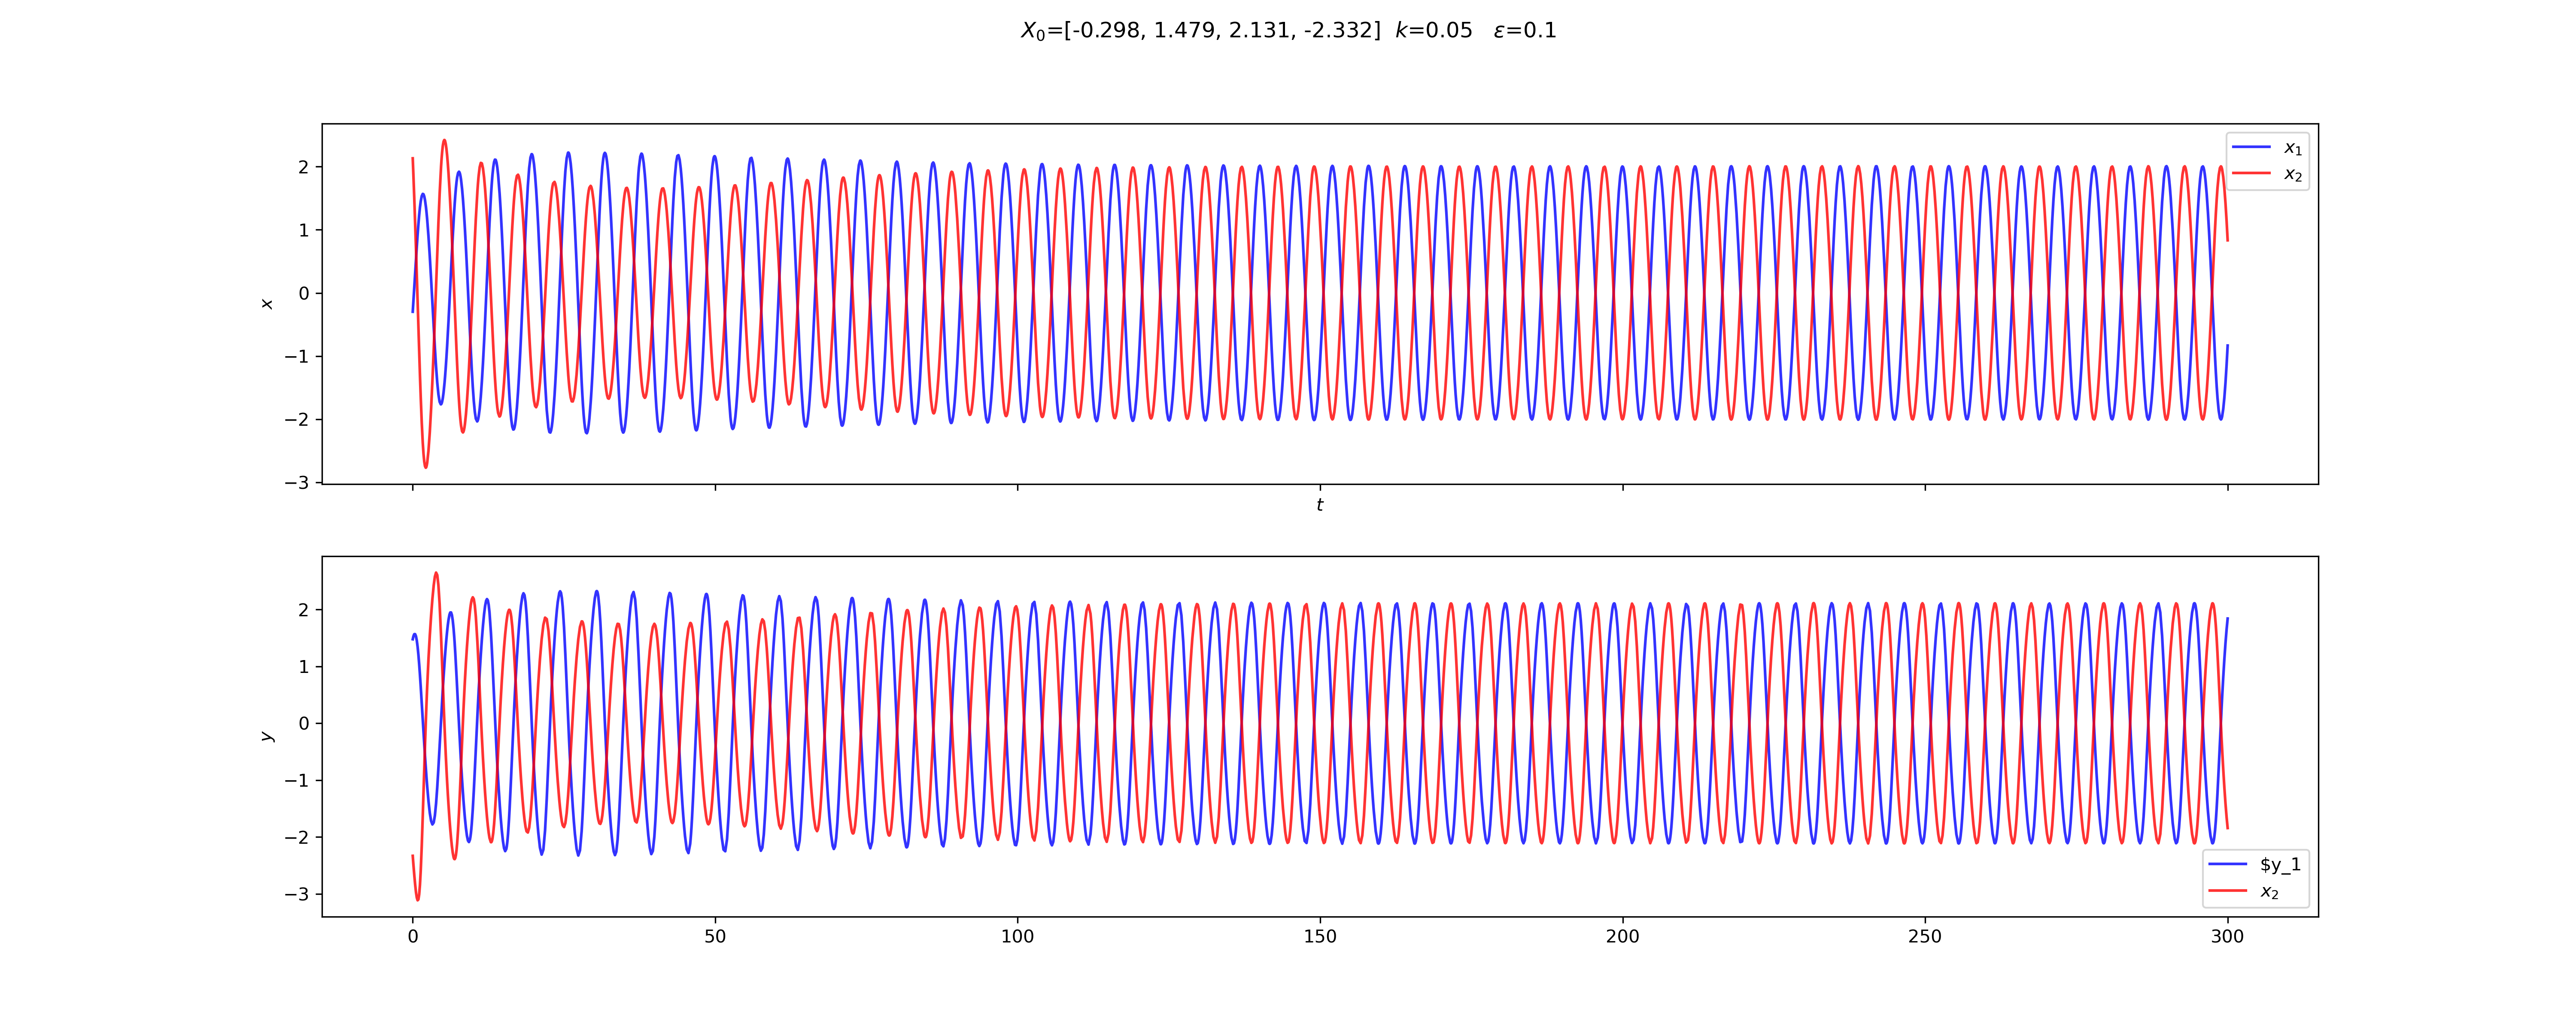 X₀=[-0.298, 1.479, 2.131, -2.332] k=0.05 ε=0.1
2
1
0
−1
−2
−3
x
x₁
x₂
t
2
1
0
−1
−2
−3
y
$y_1
x₂
0 50 100 150 200 250 300